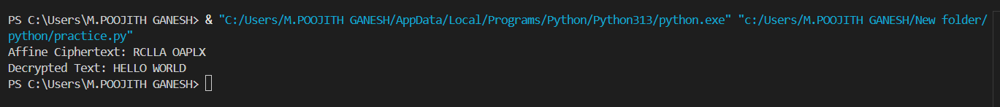 PS C:\Users\M.POOJITH GANESH> & "C:/Users/M.POOJITH GANESH/AppData/Local/Programs/Python/Python313/python.exe" "c:/Users/M.POOJITH GANESH/New folder/
python/practice.py"
Affine Ciphertext: RCLLA OAPLX
Decrypted Text: HELLO WORLD
PS C:\Users\M.POOJITH GANESH>